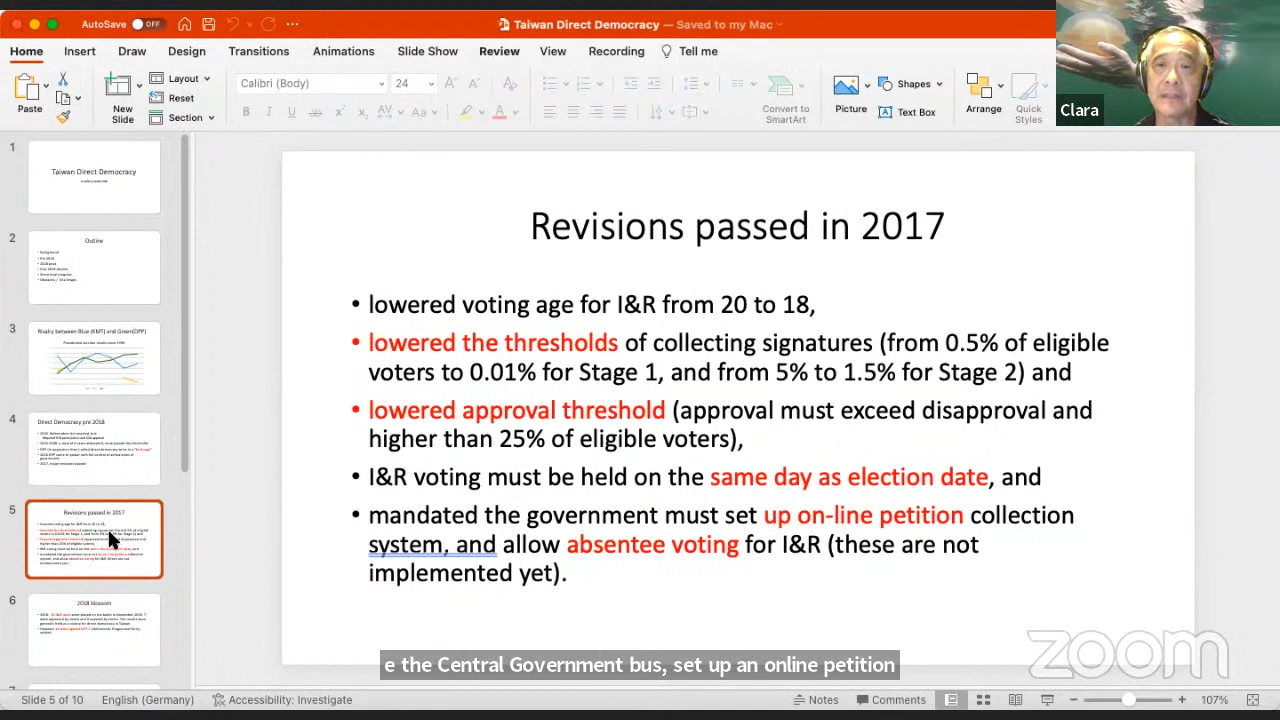 AutoSave OFF
Taiwan Direct Democracy — Saved to my Mac
Home Insert Draw Design Transitions Animations Slide Show Review View Recording Tell me
Paste
New Slide
Layout
Reset
Section
Calibri (Body) 24
Convert to SmartArt
Picture
Shapes
Text Box
Arrange
Quick Styles
Clara
1
Taiwan Direct Democracy
2
Outline
3
Rivalry between Blue (KMT) and Green(DPP)
4
Direct Democracy pre 2018
5
Revisions passed in 2017
6
2018 blossom
Revisions passed in 2017
• lowered voting age for I&R from 20 to 18,
• lowered the thresholds of collecting signatures (from 0.5% of eligible
voters to 0.01% for Stage 1, and from 5% to 1.5% for Stage 2) and
• lowered approval threshold (approval must exceed disapproval and
higher than 25% of eligible voters),
• I&R voting must be held on the same day as election date, and
• mandated the government must set up on-line petition collection
system, and allow absentee voting for I&R (these are not
implemented yet).
zoom
e the Central Government bus, set up an online petition
Slide 5 of 10 English (Germany) Accessibility: Investigate Notes Comments 107%